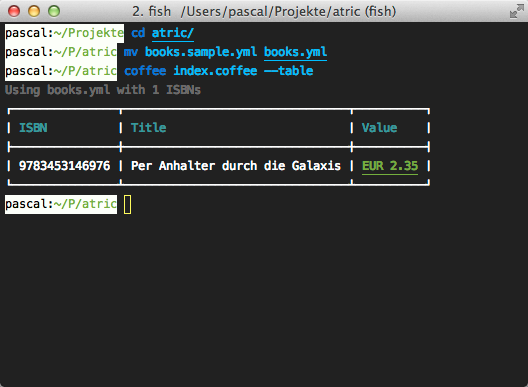 2. fish /Users/pascal/Projekte/atric (fish)
pascal:~/Projekte cd atric/
pascal:~/P/atric mv books.sample.yml books.yml
pascal:~/P/atric coffee index.coffee --table
Using books.yml with 1 ISBNs
ISBN Title Value
9783453146976 Per Anhalter durch die Galaxis EUR 2.35
pascal:~/P/atric